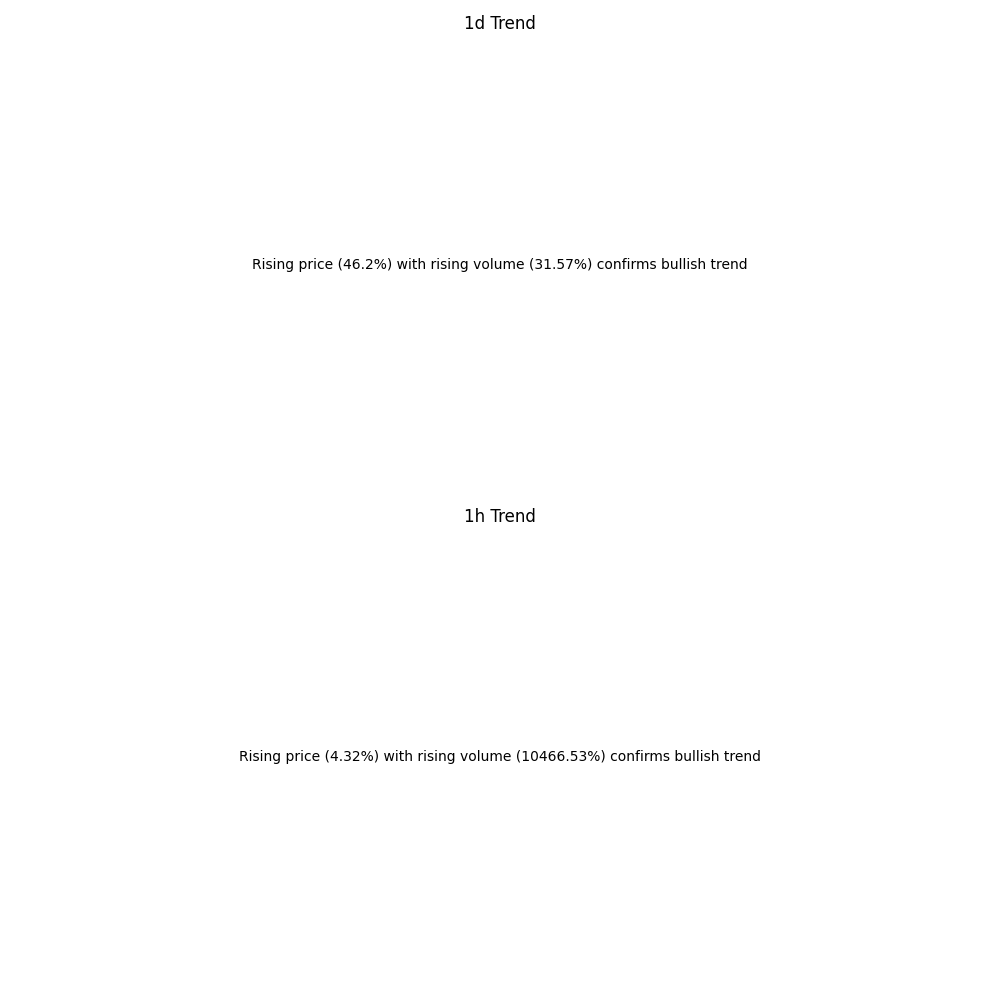 1d Trend
Rising price (46.2%) with rising volume (31.57%) confirms bullish trend
1h Trend
Rising price (4.32%) with rising volume (10466.53%) confirms bullish trend